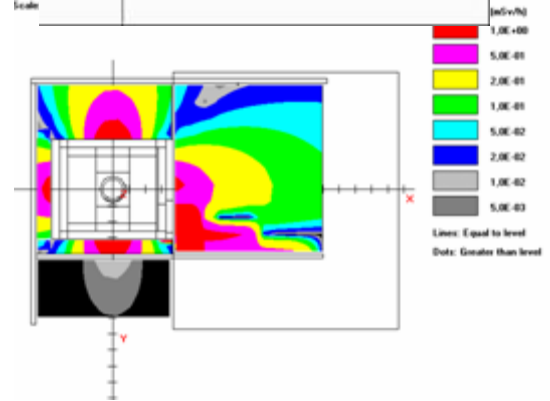 Scale
(mSv/h)
1,0E+00
5,0E-01
2,0E-01
1,0E-01
5,0E-02
2,0E-02
1,0E-02
5,0E-03
Lines: Equal to level
Dots: Greater than level
X
Y